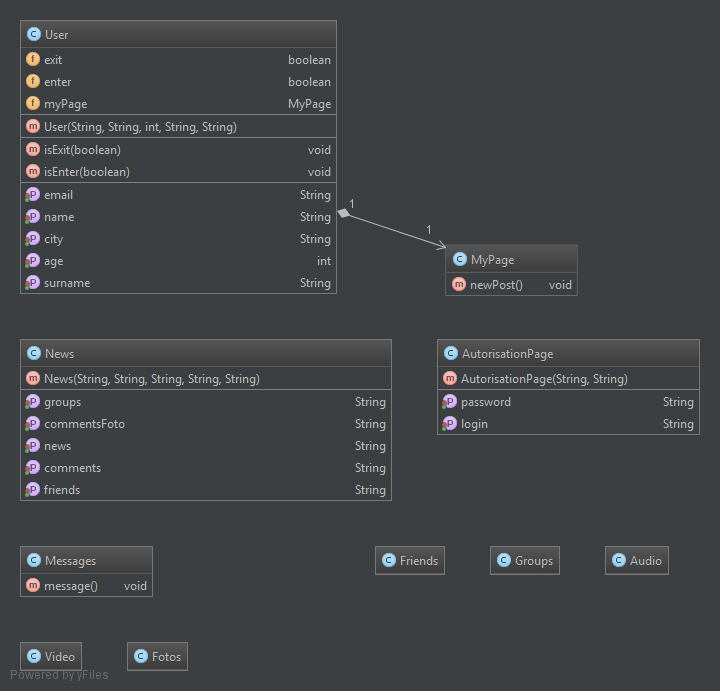 C User
f exit boolean
f enter boolean
f myPage MyPage
m User(String, String, int, String, String)
m isExit(boolean) void
m isEnter(boolean) void
P email String
P name String
P city String
P age int
P surname String
1
1
C MyPage
m newPost() void
C News
m News(String, String, String, String, String)
P groups String
P commentsFoto String
P news String
P comments String
P friends String
C AutorisationPage
m AutorisationPage(String, String)
P password String
P login String
C Messages
m message() void
C Friends
C Groups
C Audio
C Video
C Fotos
Powered by yFiles